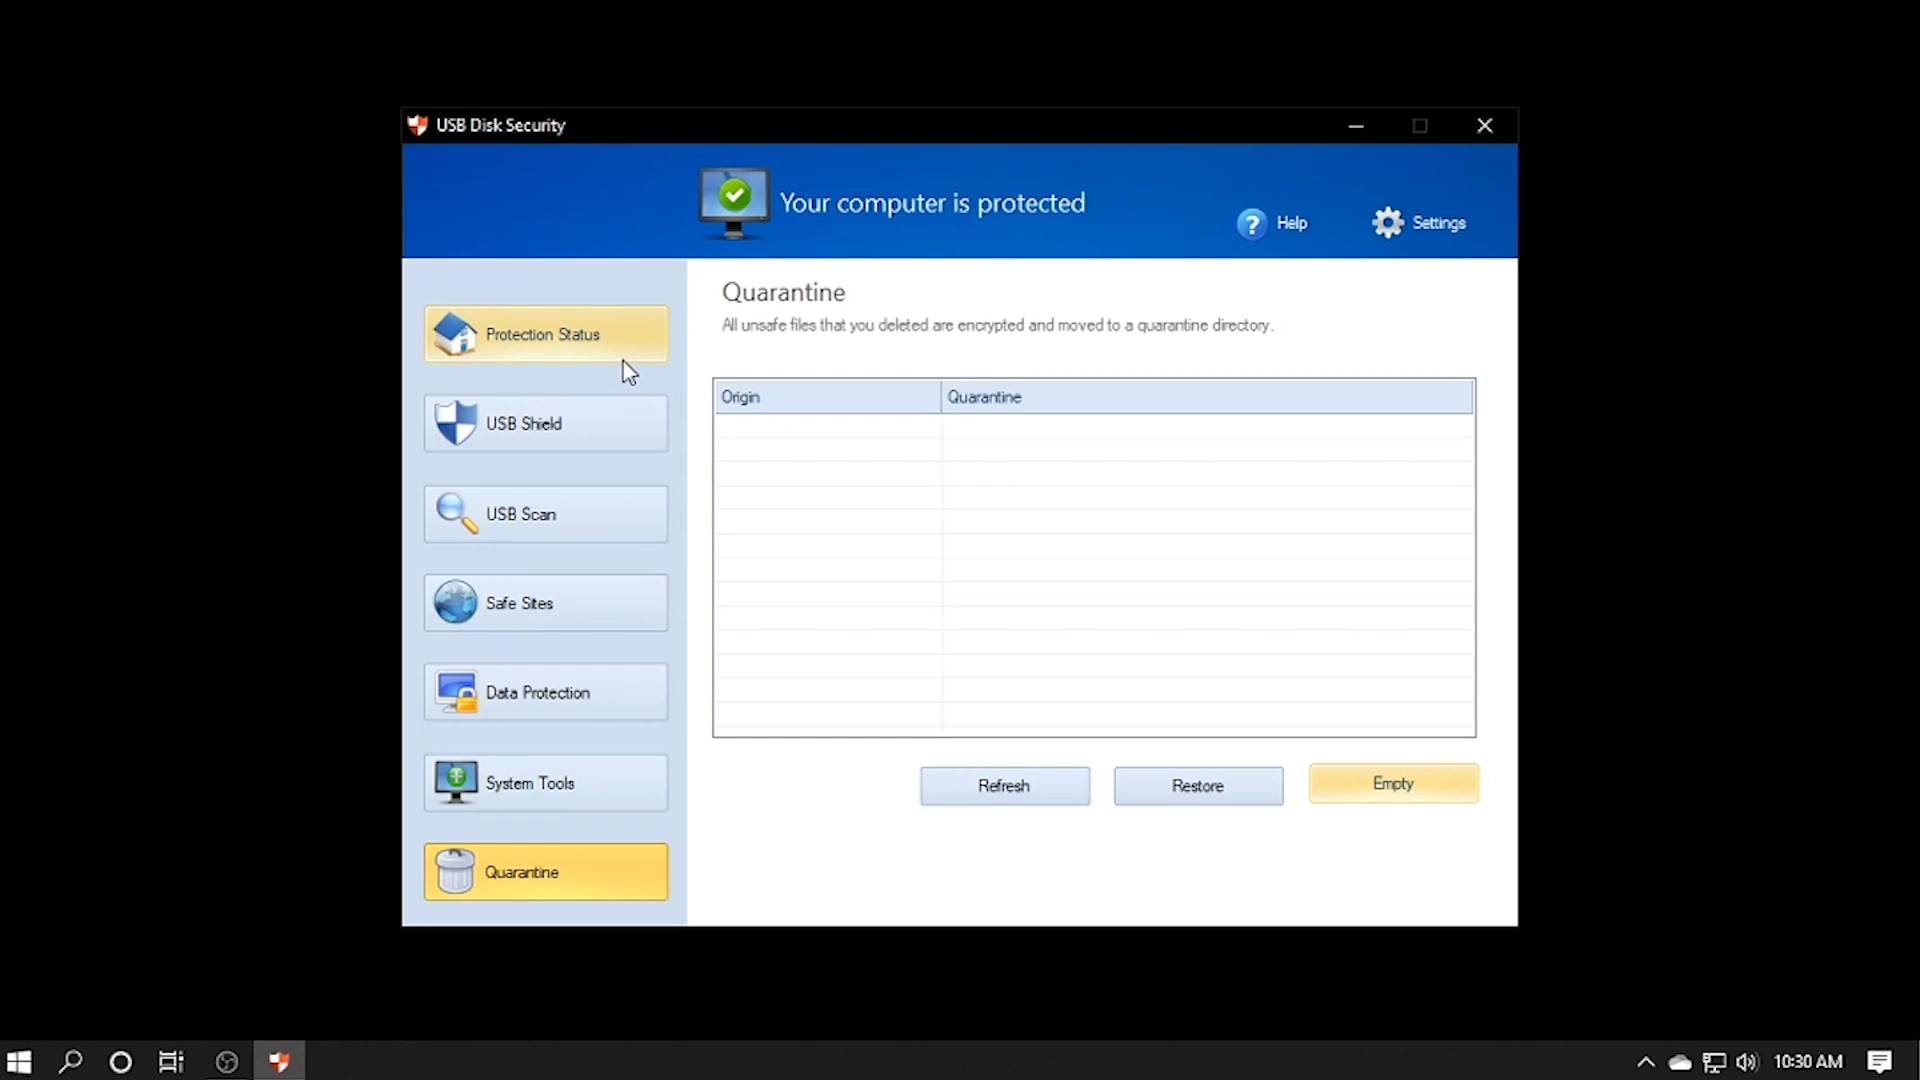 USB Disk Security
Your computer is protected
Help
Settings
Protection Status
USB Shield
USB Scan
Safe Sites
Data Protection
System Tools
Quarantine
Quarantine
All unsafe files that you deleted are encrypted and moved to a quarantine directory.
Origin Quarantine
Refresh Restore Empty
10:30 AM